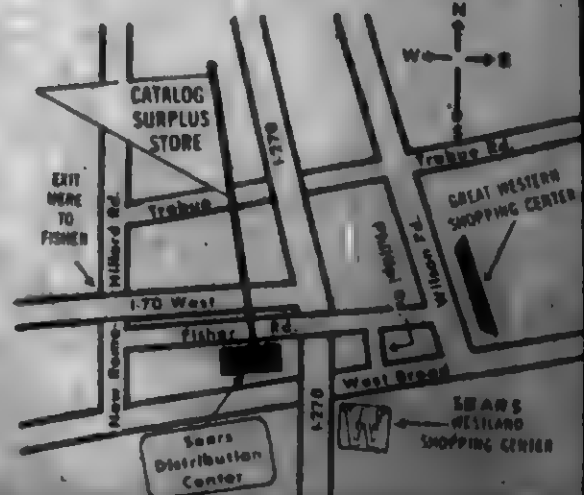 N
W
CATALOG
SURPLUS
STORE
I-270
Trabue Rd.
EXIT
HERE
TO
FISHER
Hilliard Rd.
Trabue
GREAT WESTERN
SHOPPING CENTER
Wilson Rd.
I-70 West
Fisher Rd.
New Rome
West Broad
I-270
SEARS
WESTLAND
SHOPPING CENTER
Sears
Distribution
Center